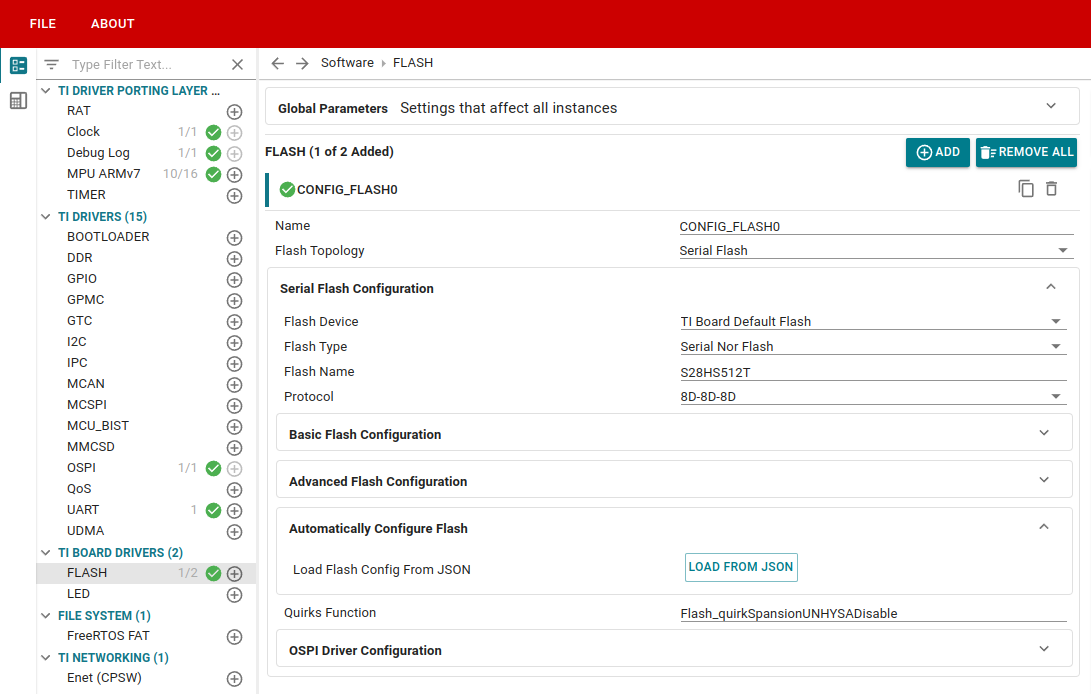 FILE ABOUT
Type Filter Text...
TI DRIVER PORTING LAYER ...
RAT
Clock 1/1
Debug Log 1/1
MPU ARMv7 10/16
TIMER
TI DRIVERS (15)
BOOTLOADER
DDR
GPIO
GPMC
GTC
I2C
IPC
MCAN
MCSPI
MCU_BIST
MMCSD
OSPI 1/1
QoS
UART 1
UDMA
TI BOARD DRIVERS (2)
FLASH 1/2
LED
FILE SYSTEM (1)
FreeRTOS FAT
TI NETWORKING (1)
Enet (CPSW)
Software › FLASH
Global Parameters Settings that affect all instances
FLASH (1 of 2 Added) ADD REMOVE ALL
CONFIG_FLASH0
Name CONFIG_FLASH0
Flash Topology Serial Flash
Serial Flash Configuration
Flash Device TI Board Default Flash
Flash Type Serial Nor Flash
Flash Name S28HS512T
Protocol 8D-8D-8D
Basic Flash Configuration
Advanced Flash Configuration
Automatically Configure Flash
Load Flash Config From JSON LOAD FROM JSON
Quirks Function Flash_quirkSpansionUNHYSADisable
OSPI Driver Configuration